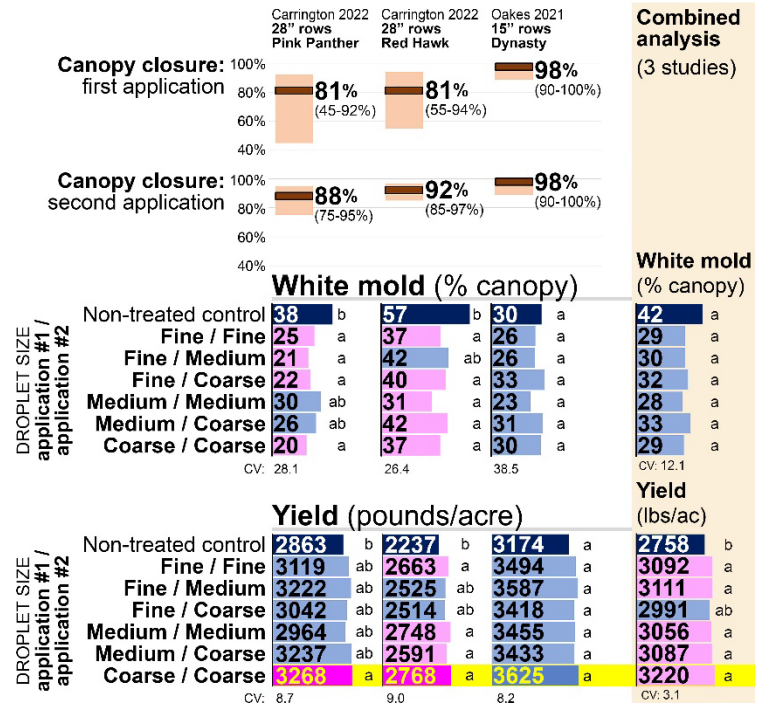 Carrington 2022
28” rows
Pink Panther
Carrington 2022
28” rows
Red Hawk
Oakes 2021
15” rows
Dynasty
Combined
analysis
(3 studies)
Canopy closure:
first application
100%
80%
60%
40%
81%
(45-92%)
81%
(55-94%)
98%
(90-100%)
Canopy closure:
second application
100%
80%
60%
40%
88%
(75-95%)
92%
(85-97%)
98%
(90-100%)
White mold (% canopy)
White mold
(% canopy)
DROPLET SIZE
application #1 /
application #2
Non-treated control 38 b 57 b 30 a 42 a
Fine / Fine 25 a 37 a 26 a 29 a
Fine / Medium 21 a 42 ab 26 a 30 a
Fine / Coarse 22 a 40 a 33 a 32 a
Medium / Medium 30 ab 31 a 23 a 28 a
Medium / Coarse 26 ab 42 a 31 a 33 a
Coarse / Coarse 20 a 37 a 30 a 29 a
CV: 28.1 26.4 38.5 CV: 12.1
Yield (pounds/acre)
Yield
(lbs/ac)
DROPLET SIZE
application #1 /
application #2
Non-treated control 2863 b 2237 b 3174 a 2758 b
Fine / Fine 3119 ab 2663 a 3494 a 3092 a
Fine / Medium 3222 ab 2525 ab 3587 a 3111 a
Fine / Coarse 3042 ab 2514 ab 3418 a 2991 ab
Medium / Medium 2964 ab 2748 a 3455 a 3056 a
Medium / Coarse 3237 ab 2591 a 3433 a 3087 a
Coarse / Coarse 3268 a 2768 a 3625 a 3220 a
CV: 8.7 9.0 8.2 CV: 3.1